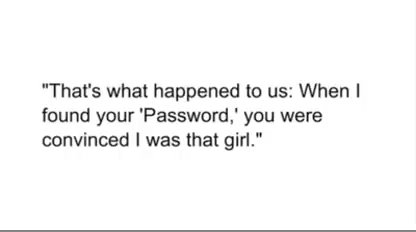 "That's what happened to us: When I
found your 'Password,' you were
convinced I was that girl."